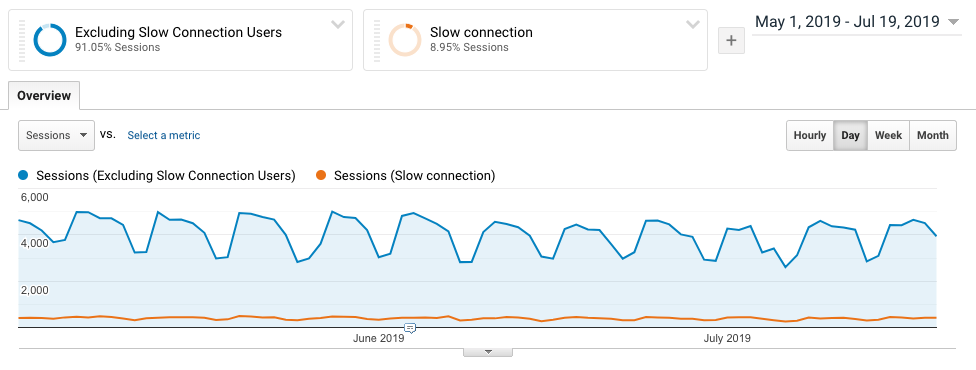 Excluding Slow Connection Users
91.05% Sessions
Slow connection
8.95% Sessions
+
May 1, 2019 - Jul 19, 2019
Overview
Sessions
vs.
Select a metric
Hourly
Day
Week
Month
Sessions (Excluding Slow Connection Users)
Sessions (Slow connection)
6,000
4,000
2,000
June 2019
July 2019